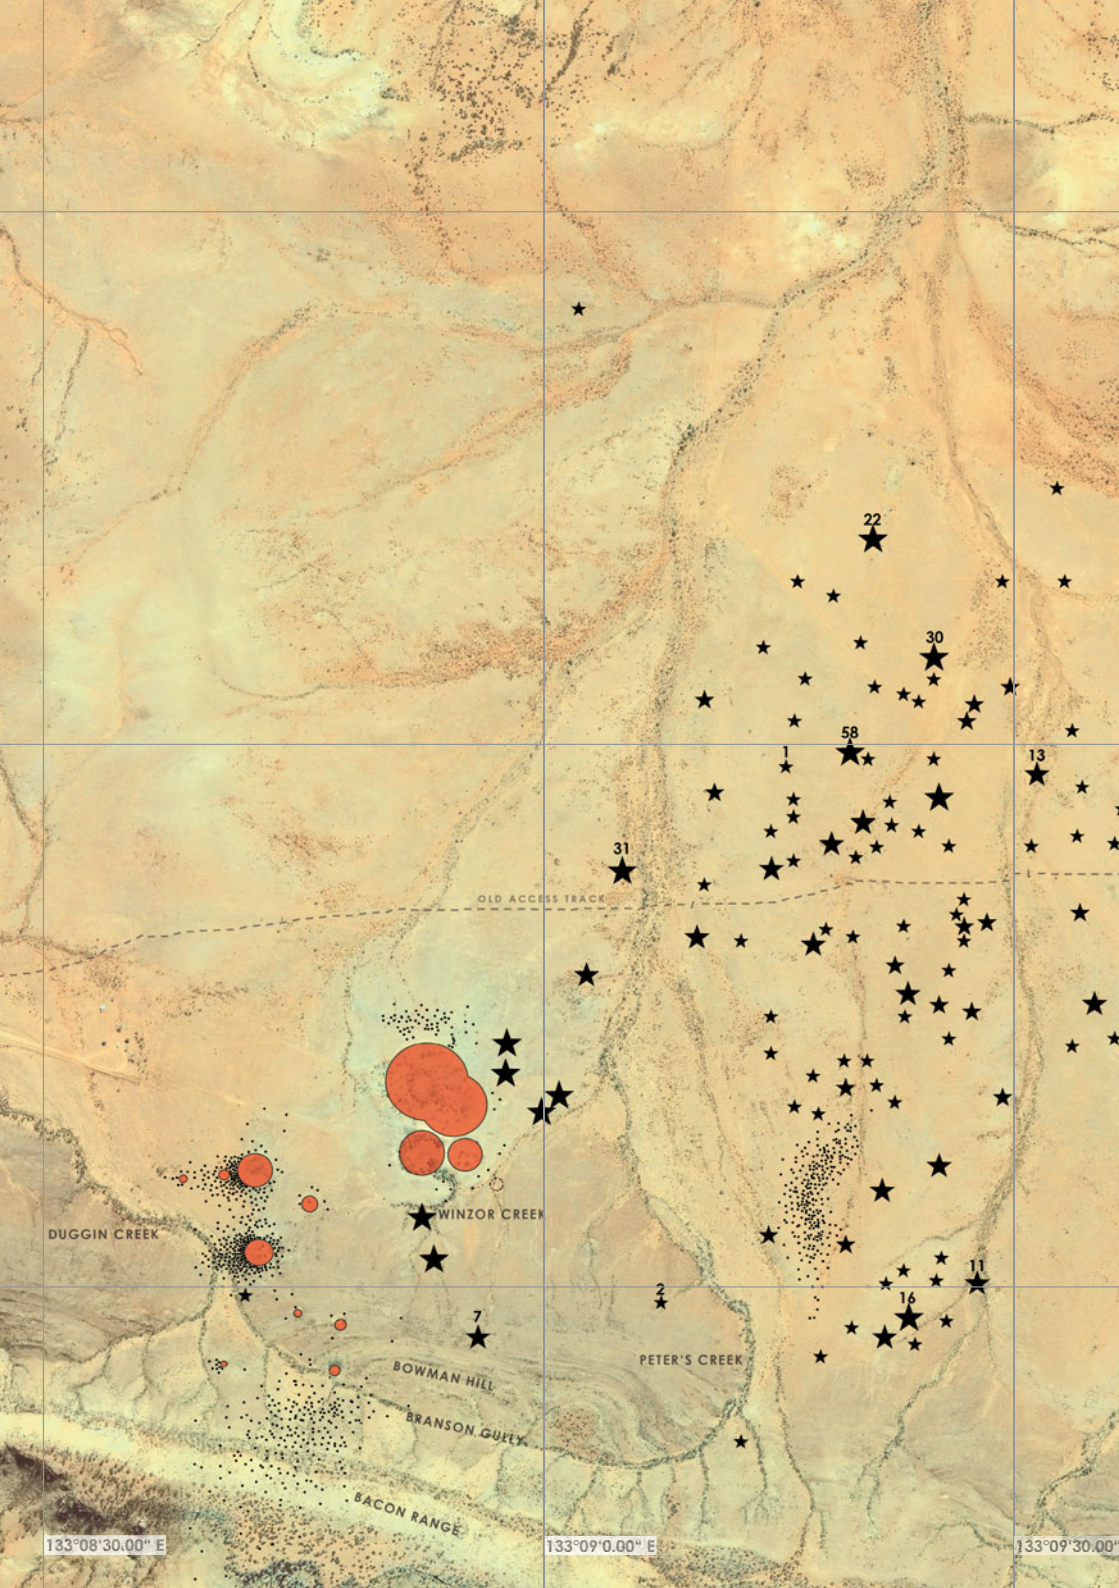 22
30
58
1
13
31
OLD ACCESS TRACK
WINZOR CREEK
DUGGIN CREEK
11
2
16
7
PETER'S CREEK
BOWMAN HILL
BRANSON GULLY
BACON RANGE
133°08'30.00" E
133°09'0.00" E
133°09'30.00"